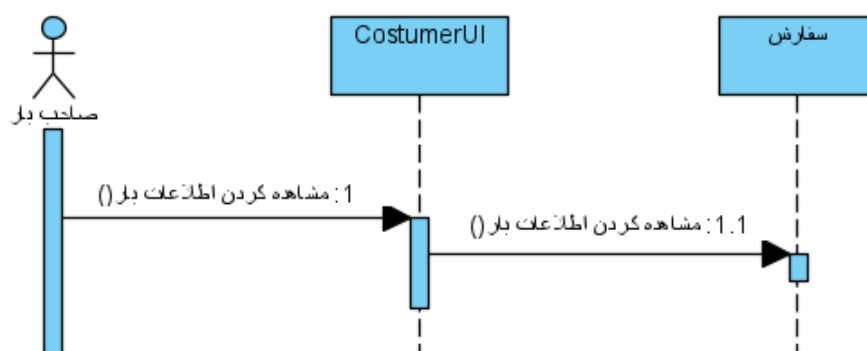 CostumerUI
سفارش
صاحب بار
1: مشاهده کردن اطلاعات بار()
1.1: مشاهده کردن اطلاعات بار()